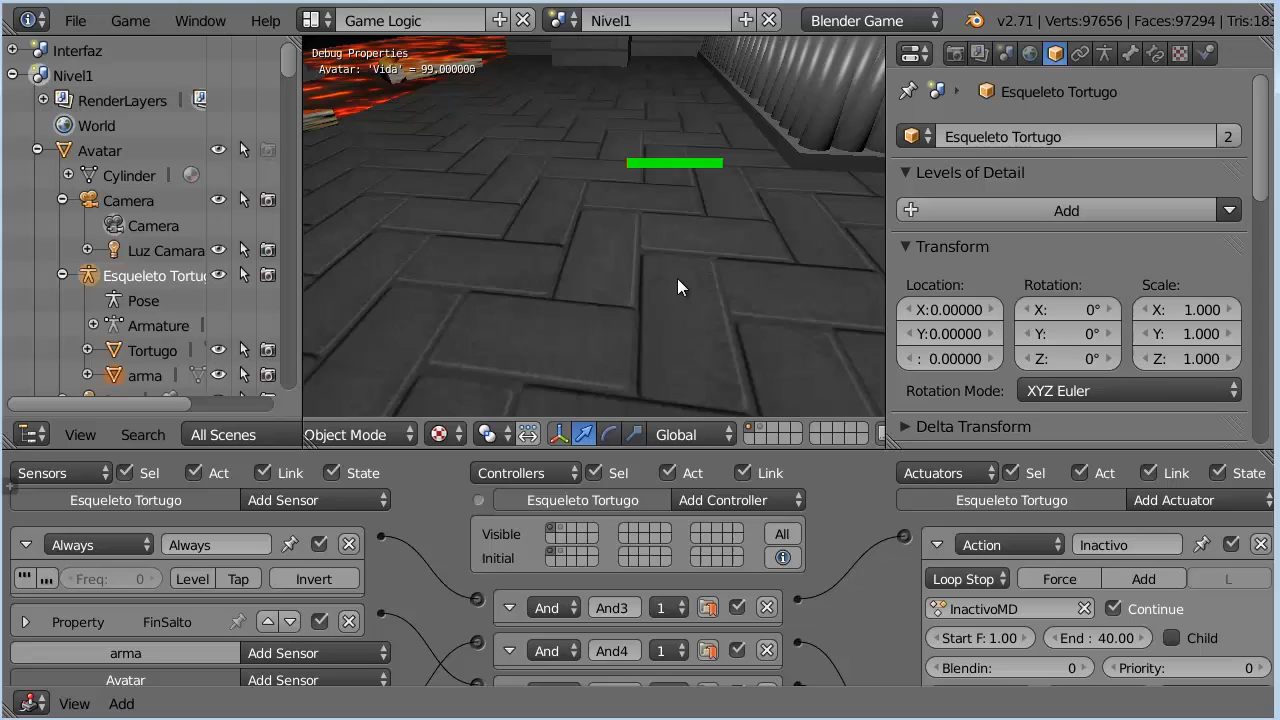 File Game Window Help Game Logic Nivel1 Blender Game v2.71 | Verts:97656 | Faces:97294 | Tris:18
Interfaz
Nivel1
RenderLayers
World
Avatar
Cylinder
Camera
Camera
Luz Camara
Esqueleto Tortug
Pose
Armature
Tortugo
arma
View Search All Scenes
Debug Properties
Avatar: 'Vida' = 99.000000
Object Mode Global
Esqueleto Tortugo
Esqueleto Tortugo 2
Levels of Detail
Add
Transform
Location: Rotation: Scale:
X:0.00000 X: 0° X: 1.000
Y:0.00000 Y: 0° Y: 1.000
: 0.00000 Z: 0° Z: 1.000
Rotation Mode: XYZ Euler
Delta Transform
Sensors Sel Act Link State
Esqueleto Tortugo Add Sensor
Always Always
Freq: 0 Level Tap Invert
Property FinSalto
arma Add Sensor
Avatar Add Sensor
Controllers Sel Act Link
Esqueleto Tortugo Add Controller
Visible All
Initial
And And3 1
And And4 1
Actuators Sel Act Link State
Esqueleto Tortugo Add Actuator
Action Inactivo
Loop Stop Force Add L
InactivoMD Continue
Start F: 1.00 End : 40.00 Child
Blendin: 0 Priority: 0
View Add